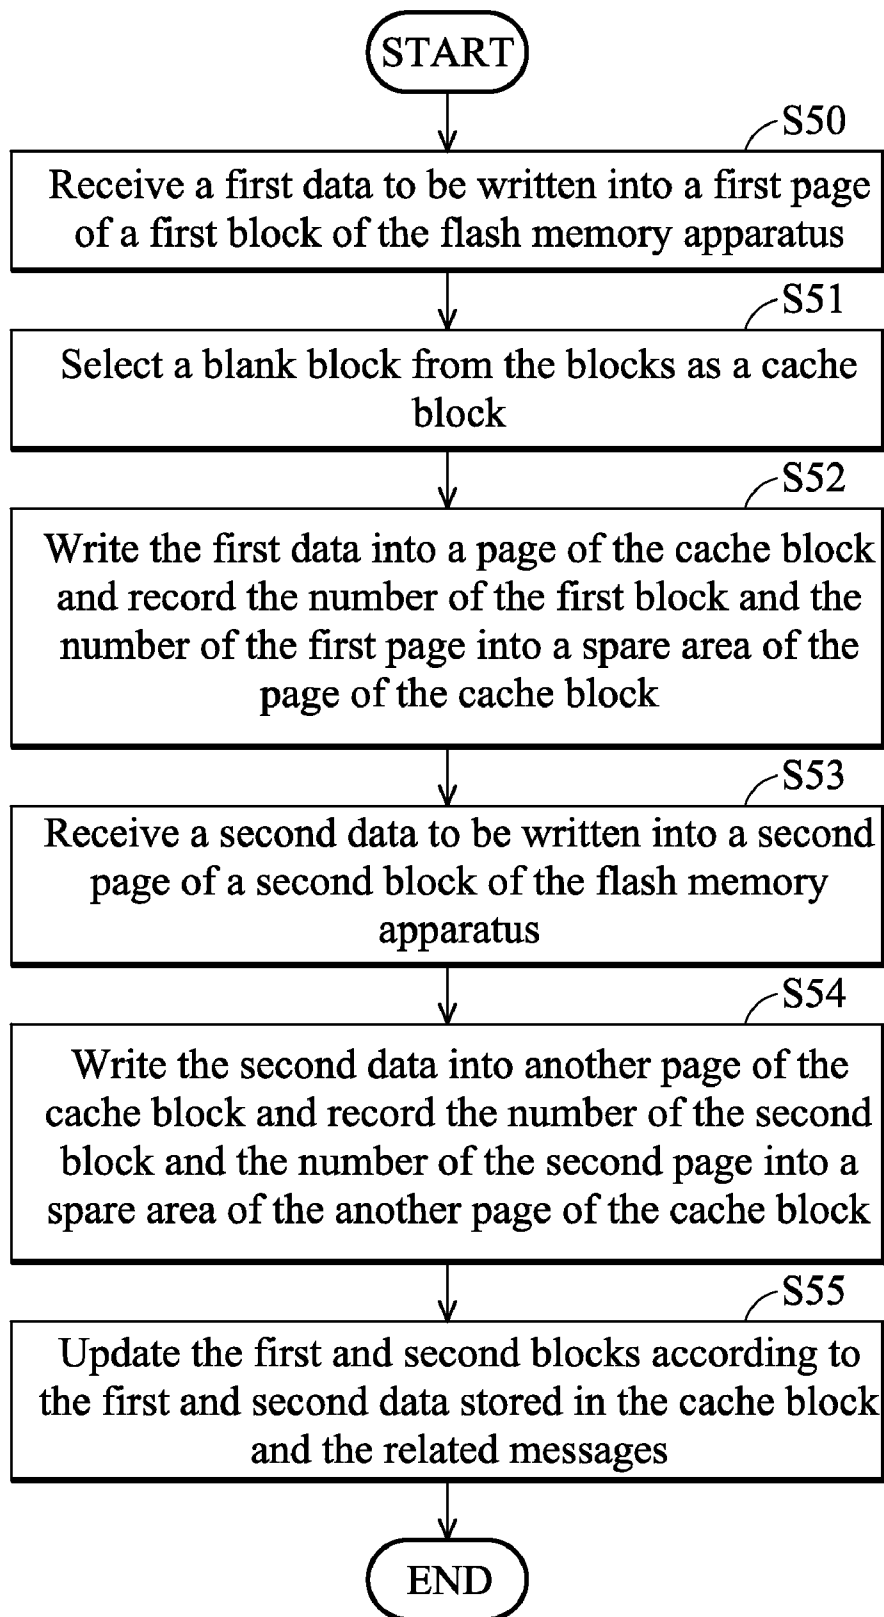 START
S50
Receive a first data to be written into a first page
of a first block of the flash memory apparatus
S51
Select a blank block from the blocks as a cache
block
S52
Write the first data into a page of the cache block
and record the number of the first block and the
number of the first page into a spare area of the
page of the cache block
S53
Receive a second data to be written into a second
page of a second block of the flash memory
apparatus
S54
Write the second data into another page of the
cache block and record the number of the second
block and the number of the second page into a
spare area of the another page of the cache block
S55
Update the first and second blocks according to
the first and second data stored in the cache block
and the related messages
END